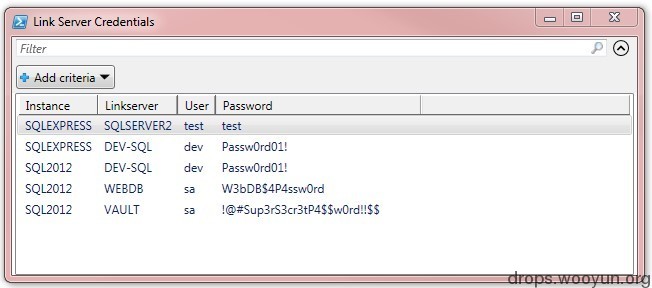 Link Server Credentials
Filter
Add criteria
Instance Linkserver User Password
SQLEXPRESS SQLSERVER2 test test
SQLEXPRESS DEV-SQL dev Passw0rd01!
SQL2012 DEV-SQL dev Passw0rd01!
SQL2012 WEBDB sa W3bDB$4P4ssw0rd
SQL2012 VAULT sa !@#Sup3rS3cr3tP4$$w0rd!!$$
drops.wooyun.org